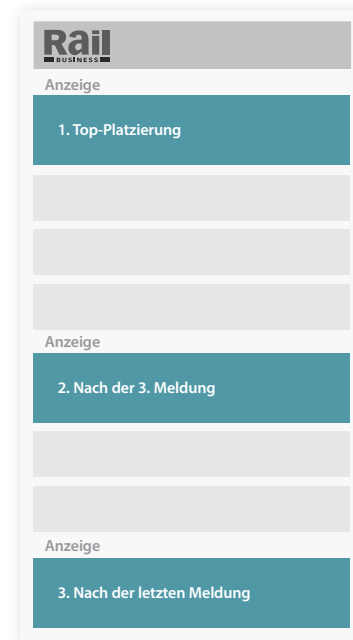 Rail
BUSINESS
Anzeige
1. Top-Platzierung
Anzeige
2. Nach der 3. Meldung
Anzeige
3. Nach der letzten Meldung